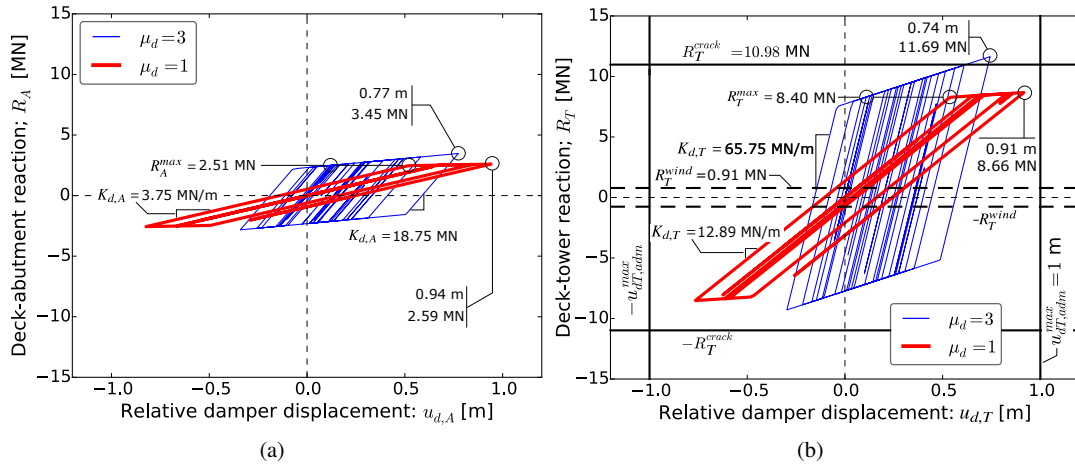 (a)
Deck-abutment reaction; R_A [MN]
15
10
5
0
−5
−10
−15
μ_d = 3
μ_d = 1
0.77 m
3.45 MN
R_A^max = 2.51 MN
K_d,A = 3.75 MN/m
K_d,A = 18.75 MN
0.94 m
2.59 MN
−1.0
−0.5
0.0
0.5
1.0
Relative damper displacement: u_d,A [m]
(a)
Deck-tower reaction; R_T [MN]
15
10
5
0
−5
−10
−15
0.74 m
11.69 MN
R_T^crack = 10.98 MN
R_T^max = 8.40 MN
K_d,T = 65.75 MN/m
R_T^wind = 0.91 MN
0.91 m
8.66 MN
−R_T^wind
K_d,T = 12.89 MN/m
−u_dT,adm^max
u_dT,adm^max = 1 m
−R_T^crack
μ_d = 3
μ_d = 1
−1.0
−0.5
0.0
0.5
1.0
Relative damper displacement: u_d,T [m]
(b)